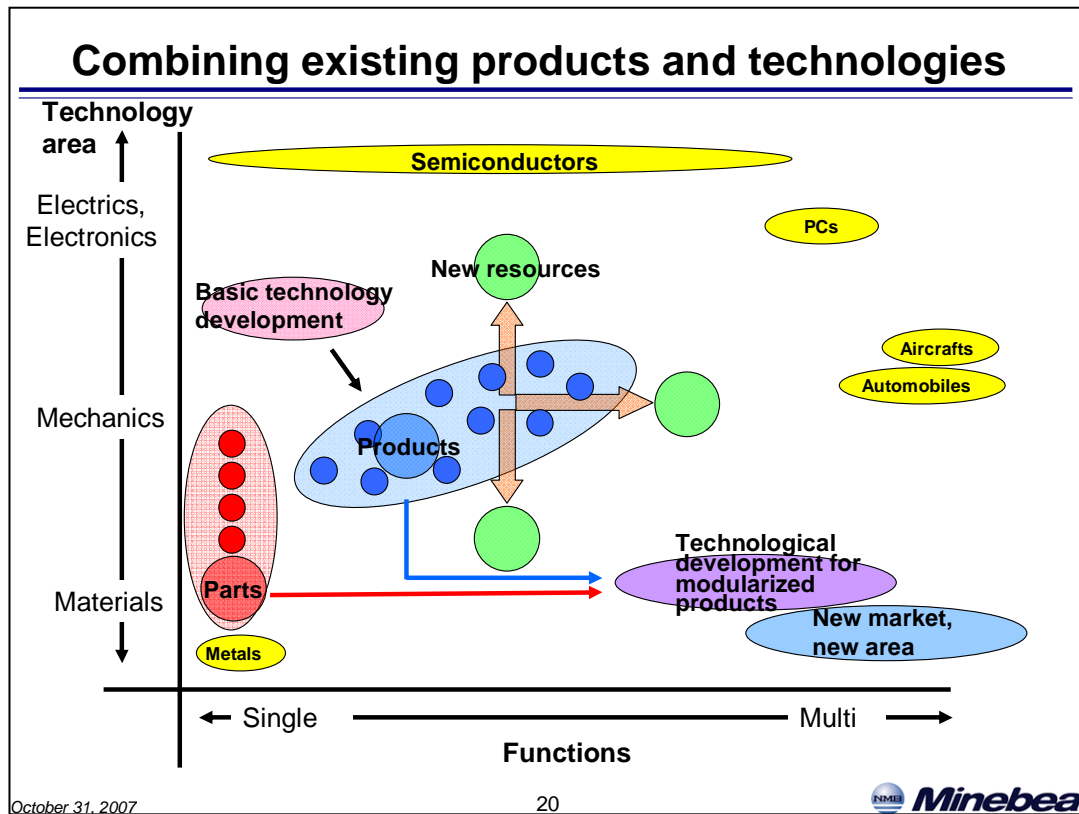 Combining existing products and technologies
Technology
area
Semiconductors
Electrics,
Electronics
PCs
New resources
Basic technology
development
Aircrafts
Automobiles
Mechanics
Products
Technological
development for
modularized
products
Parts
Materials
New market,
new area
Metals
Single
Multi
Functions
October 31, 2007
20
NMB Minebea